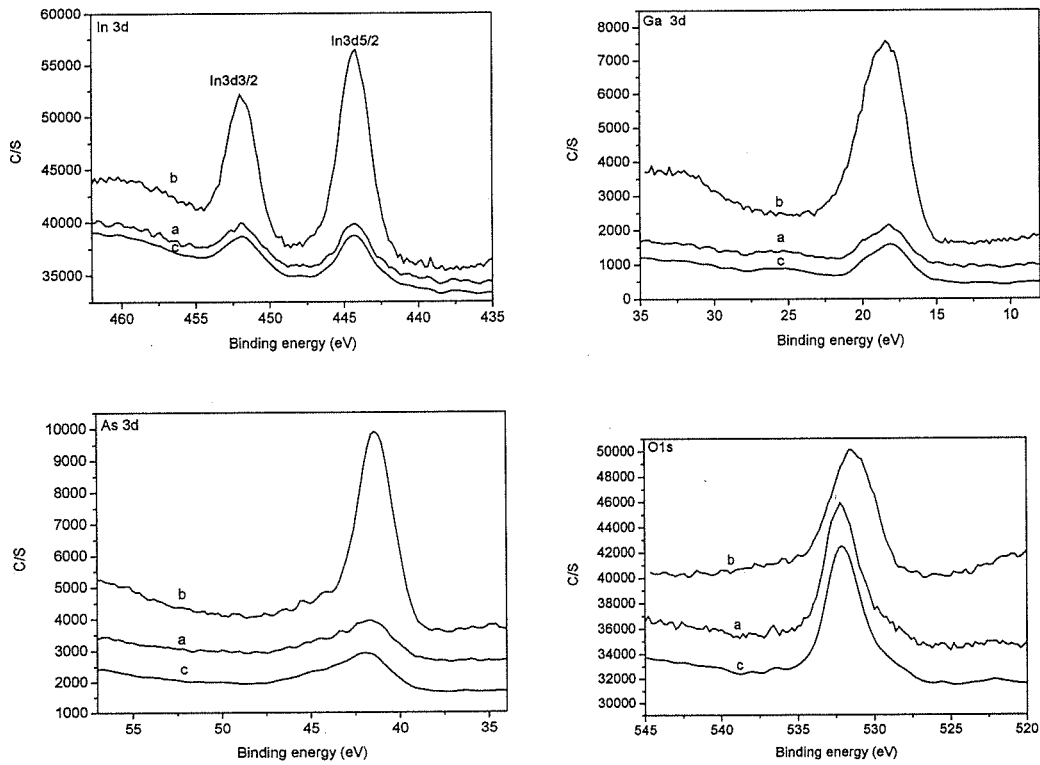 In 3d
In3d5/2
In3d3/2
b
a
c
60000
55000
50000
45000
40000
35000
C/S
460 455 450 445 440 435
Binding energy (eV)
Ga 3d
b
a
c
8000
7000
6000
5000
4000
3000
2000
1000
0
C/S
35 30 25 20 15 10
Binding energy (eV)
As 3d
b
a
c
10000
9000
8000
7000
6000
5000
4000
3000
2000
1000
C/S
55 50 45 40 35
Binding energy (eV)
O1s
b
a
c
50000
48000
46000
44000
42000
40000
38000
36000
34000
32000
30000
C/S
545 540 535 530 525 520
Binding energy (eV)